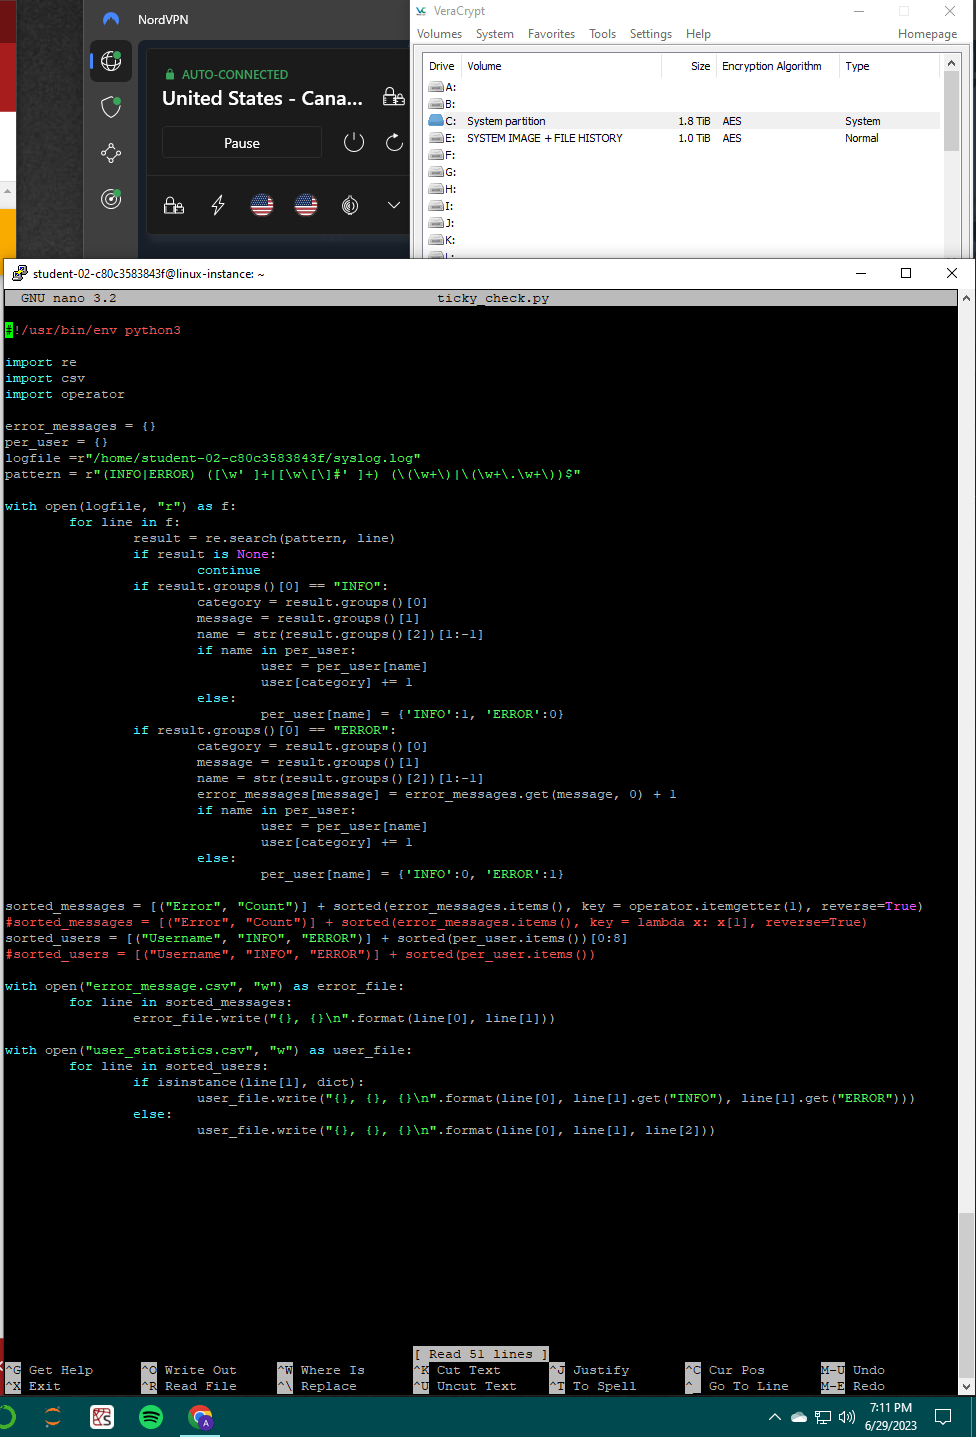 NordVPN
AUTO-CONNECTED
United States - Cana...
Pause
VeraCrypt
Volumes System Favorites Tools Settings Help Homepage
Drive Volume Size Encryption Algorithm Type
A:
B:
C: System partition 1.8 TiB AES System
E: SYSTEM IMAGE + FILE HISTORY 1.0 TiB AES Normal
F:
G:
H:
I:
J:
K:
L:
student-02-c80c3583843f@linux-instance: ~
GNU nano 3.2 ticky_check.py
#!/usr/bin/env python3
import re
import csv
import operator
error_messages = {}
per_user = {}
logfile =r"/home/student-02-c80c3583843f/syslog.log"
pattern = r"(INFO|ERROR) ([\w' ]+|[\w\[\]#' ]+) (\(\w+\)|\(\w+\.\w+\))$"
with open(logfile, "r") as f:
for line in f:
result = re.search(pattern, line)
if result is None:
continue
if result.groups()[0] == "INFO":
category = result.groups()[0]
message = result.groups()[1]
name = str(result.groups()[2])[1:-1]
if name in per_user:
user = per_user[name]
user[category] += 1
else:
per_user[name] = {'INFO':1, 'ERROR':0}
if result.groups()[0] == "ERROR":
category = result.groups()[0]
message = result.groups()[1]
name = str(result.groups()[2])[1:-1]
error_messages[message] = error_messages.get(message, 0) + 1
if name in per_user:
user = per_user[name]
user[category] += 1
else:
per_user[name] = {'INFO':0, 'ERROR':1}
sorted_messages = [("Error", "Count")] + sorted(error_messages.items(), key = operator.itemgetter(1), reverse=True)
#sorted_messages = [("Error", "Count")] + sorted(error_messages.items(), key = lambda x: x[1], reverse=True)
sorted_users = [("Username", "INFO", "ERROR")] + sorted(per_user.items())[0:8]
#sorted_users = [("Username", "INFO", "ERROR")] + sorted(per_user.items())
with open("error_message.csv", "w") as error_file:
for line in sorted_messages:
error_file.write("{}, {}\n".format(line[0], line[1]))
with open("user_statistics.csv", "w") as user_file:
for line in sorted_users:
if isinstance(line[1], dict):
user_file.write("{}, {}, {}\n".format(line[0], line[1].get("INFO"), line[1].get("ERROR")))
else:
user_file.write("{}, {}, {}\n".format(line[0], line[1], line[2]))
[ Read 51 lines ]
^G Get Help ^O Write Out ^W Where Is ^K Cut Text ^J Justify ^C Cur Pos M-U Undo
^X Exit ^R Read File ^\ Replace ^U Uncut Text ^T To Spell ^_ Go To Line M-E Redo
7:11 PM
6/29/2023